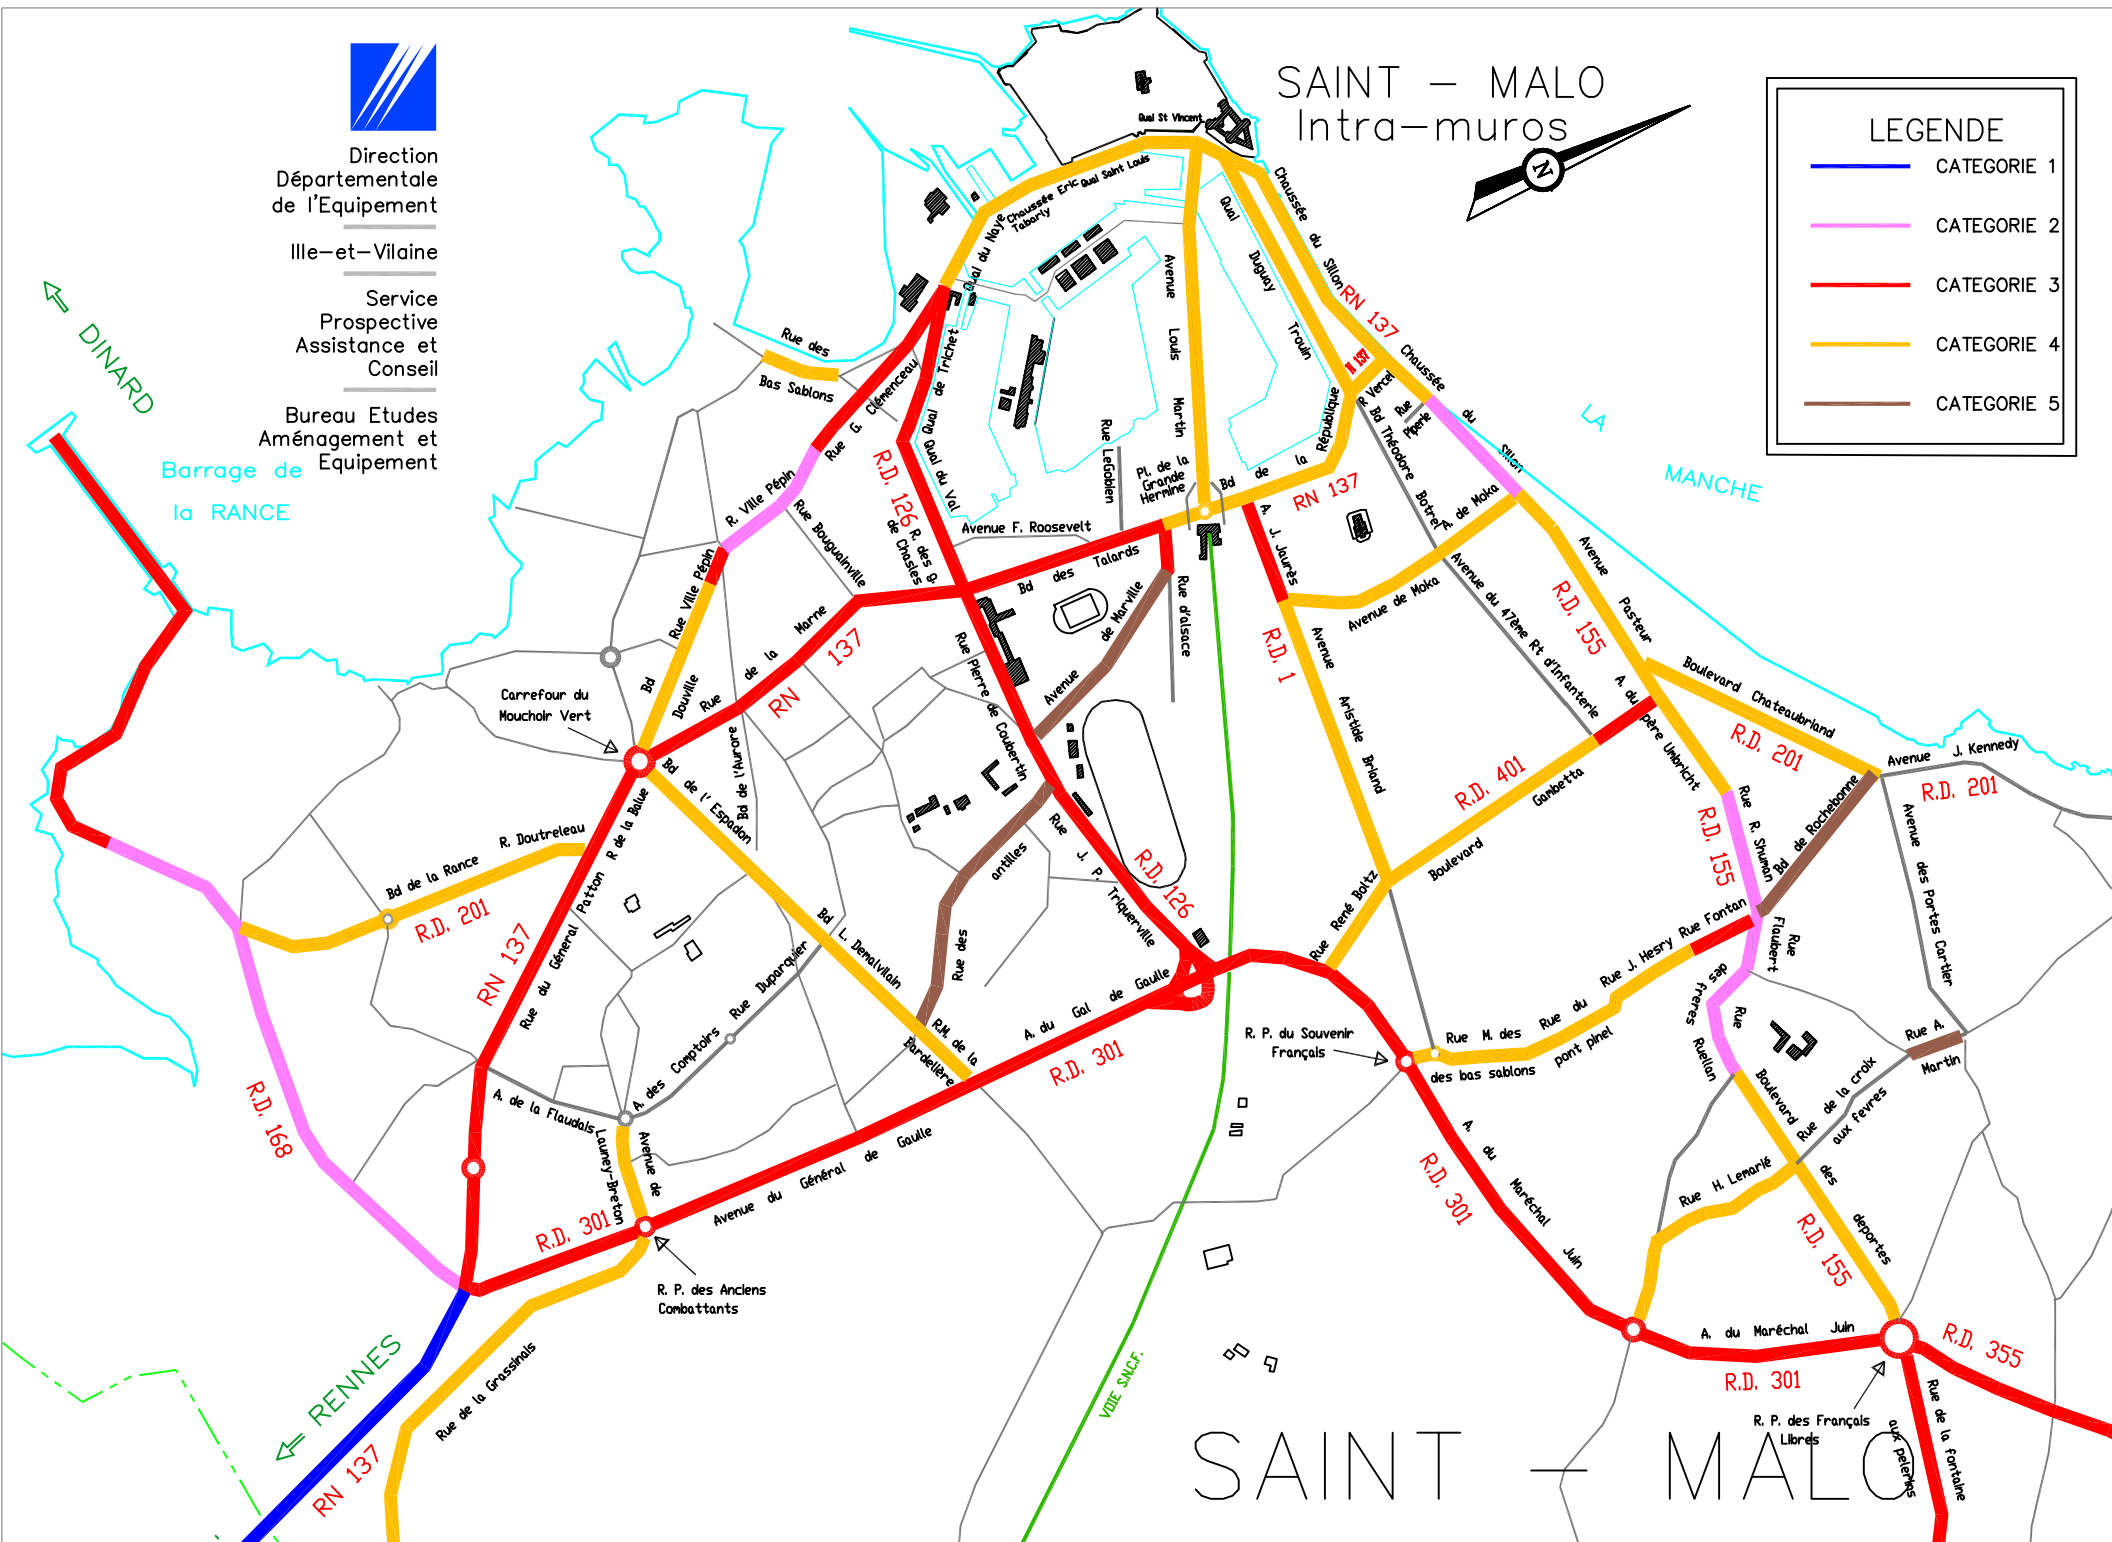 SAINT - MALO
Intra-muros
LEGENDE
CATEGORIE 1
CATEGORIE 2
CATEGORIE 3
CATEGORIE 4
CATEGORIE 5
Direction
Départementale
de l'Equipement
Ille-et-Vilaine
Service
Prospective
Assistance et
Conseil
Bureau Etudes
Aménagement et
Equipement
DINARD
Barrage de
la RANCE
Quai St Vincent
Chaussée Eric
Tabarly
Quai Saint Louis
Quai du Naye
Chaussée du Sillon
RN 137
Quai Duguay Trouin
Avenue Louis Martin
Rue des
Bas Sablons
Rue G. Clémenceau
Quai de Trichet
Quai du Val
R.D. 126
R. des 9.
de Chasles
R. Ville Pépin
Rue Bouguainville
Rue Ville Pépin
Avenue F. Roosevelt
Rue LeGoblen
Pl. de la
Grande
Hermine
Bd de la République
RN 137
N 137
R Vercel
Rue
Piperie
Chaussée du Sillon
LA
MANCHE
Bd Théodore Botrel
A. de Moka
Avenue de Moka
A. J. Jaurès
R.D. 1
Bd des Talards
Avenue de Marville
Rue d'alsace
Rue Pierre de Coubertin
Rue de la Marne
RN 137
Bd Douville
Bd de l'Aurore
Carrefour du
Mouchoir Vert
Bd de l' Espadon
Avenue du 47ème Rt d'Infanterie
Avenue Pasteur
R.D. 155
Boulevard Chateaubriand
R.D. 201
Avenue J. Kennedy
R.D. 201
A. du père Umbricht
Avenue Aristide Briand
R.D. 401
Boulevard Gambetta
Rue R. Shuman
R.D. 155
Bd de Rochebonne
Avenue des Portes Cartier
R. Doutreleau
Bd de la Rance
R.D. 201
Rue du Géneral Patton R de la Balue
RN 137
Rue J. P. Triquerville
R.D. 126
Rue des antilles
Bd L. Demalvilain
Rue Duparquier
A. des Comptoirs
R.M. de la
Bardelière
A. du Gal de Gaulle
R.D. 301
Rue René Boltz
Rue Fontan
Rue J. Hesry
Rue du
pont pinel
Rue M. des
des bas sablons
Rue
Flaubert
Rue des freres
Ruellan
R. P. du Souvenir
Français
A. de la Flaudais
Avenue de
Launey-Breton
R.D. 168
Avenue du Général de Gaulle
R.D. 301
R. P. des Anciens
Combattants
Rue A.
Martin
Rue de la croix
aux fevres
Boulevard des deportes
R.D. 155
Rue H. Lemarié
A. du Maréchal Juin
R.D. 301
A. du Maréchal Juin
R.D. 301
R.D. 355
R. P. des Français
Libres
Rue de la fontaine
aux pelerins
RENNES
RN 137
Rue de la Grassinais
VOIE S.N.C.F.
SAINT - MALO
N